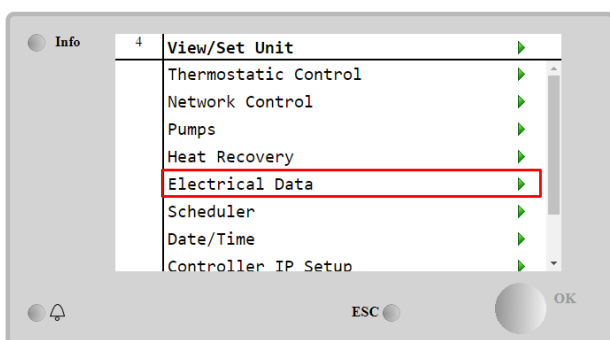 Info
4 View/Set Unit
Thermostatic Control
Network Control
Pumps
Heat Recovery
Electrical Data
Scheduler
Date/Time
Controller IP Setup
ESC
OK